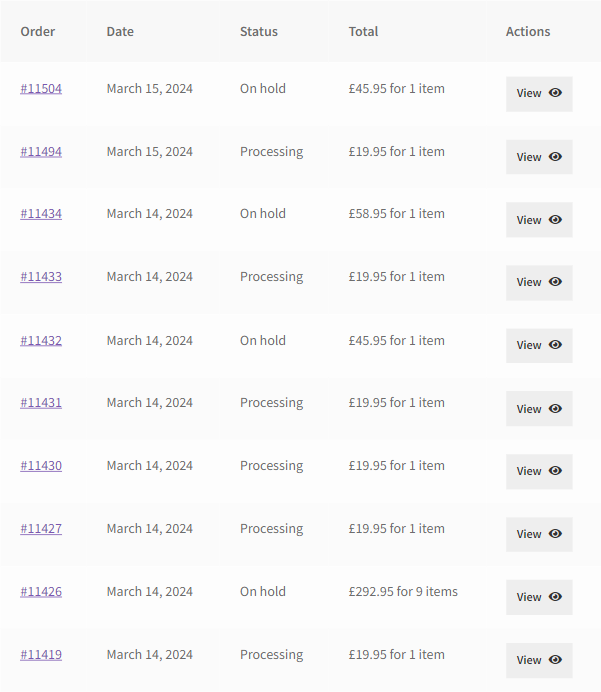 Order Date Status Total Actions
#11504 March 15, 2024 On hold £45.95 for 1 item View
#11494 March 15, 2024 Processing £19.95 for 1 item View
#11434 March 14, 2024 On hold £58.95 for 1 item View
#11433 March 14, 2024 Processing £19.95 for 1 item View
#11432 March 14, 2024 On hold £45.95 for 1 item View
#11431 March 14, 2024 Processing £19.95 for 1 item View
#11430 March 14, 2024 Processing £19.95 for 1 item View
#11427 March 14, 2024 Processing £19.95 for 1 item View
#11426 March 14, 2024 On hold £292.95 for 9 items View
#11419 March 14, 2024 Processing £19.95 for 1 item View